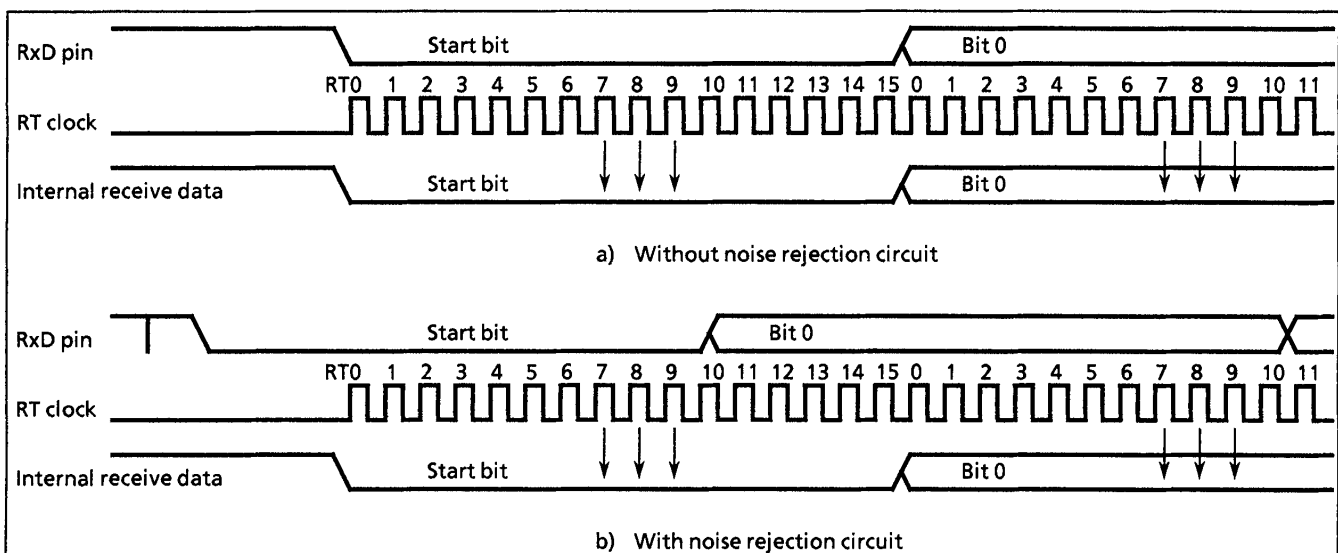 RxD pin Start bit Bit 0
RT0 1 2 3 4 5 6 7 8 9 10 11 12 13 14 15 0 1 2 3 4 5 6 7 8 9 10 11
RT clock
Internal receive data Start bit Bit 0
a) Without noise rejection circuit
RxD pin Start bit Bit 0
RT0 1 2 3 4 5 6 7 8 9 10 11 12 13 14 15 0 1 2 3 4 5 6 7 8 9 10 11
RT clock
Internal receive data Start bit Bit 0
b) With noise rejection circuit